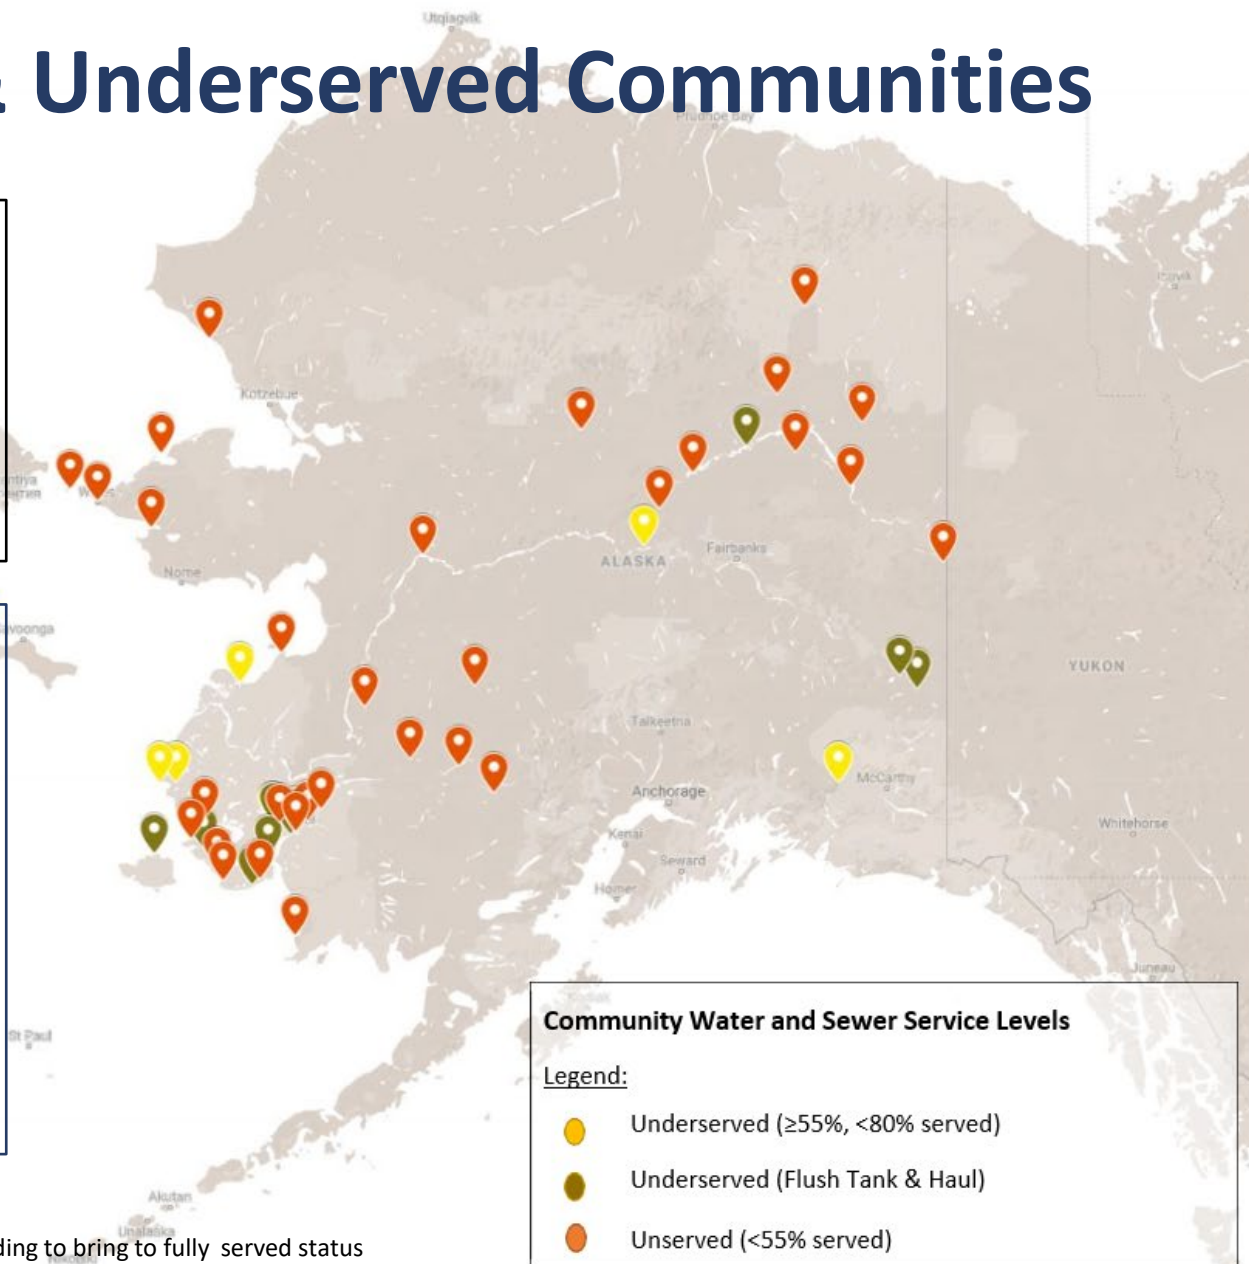 Utqiagvik
& Underserved Communities
Prudhoe Bay
Inuvik
Kotzebue
Nome
ALASKA
Fairbanks
YUKON
Talkeetna
McCarthy
Anchorage
Whitehorse
Kenai
Seward
Homer
Juneau
Kodiak
St Paul
Community Water and Sewer Service Levels
Legend:
Underserved (≥55%, <80% served)
Underserved (Flush Tank & Haul)
Unserved (<55% served)
Akutan
Unalaska
ding to bring to fully served status